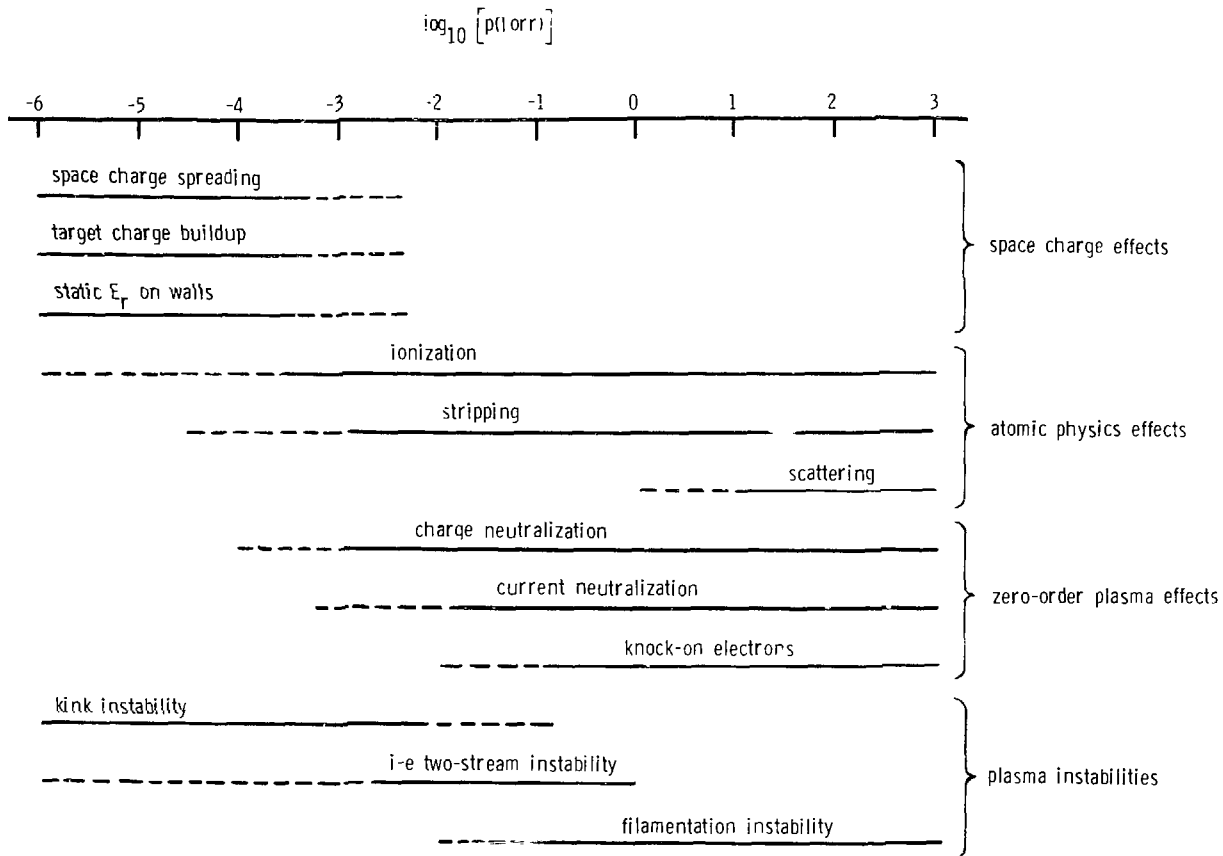 log10 [p(Torr)]
-6 -5 -4 -3 -2 -1 0 1 2 3
space charge spreading
target charge buildup
static Er on walls
space charge effects
ionization
stripping
scattering
atomic physics effects
charge neutralization
current neutralization
knock-on electrons
zero-order plasma effects
kink instability
i-e two-stream instability
filamentation instability
plasma instabilities